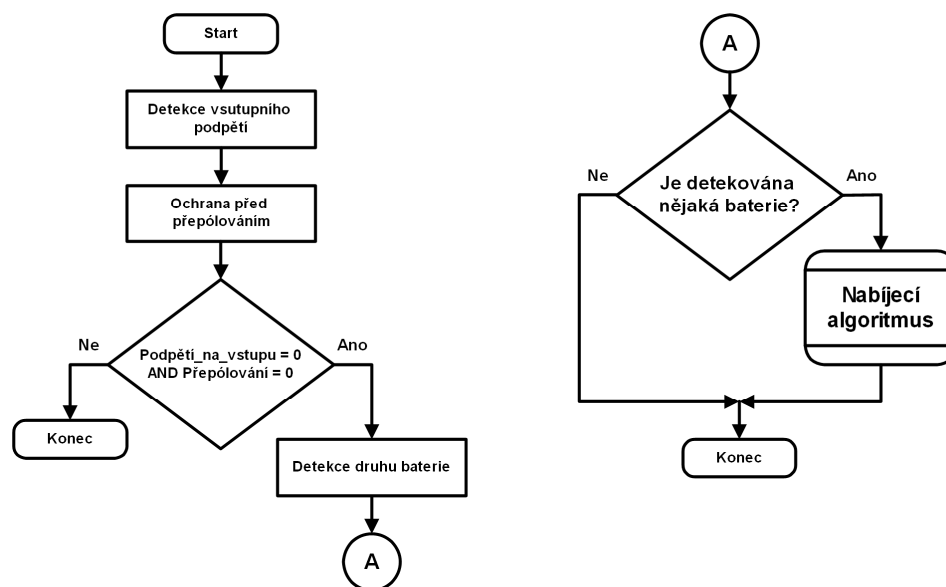 Start
Detekce vsutupního
podpětí
Ochrana před
přepólováním
Ne
Podpětí_na_vstupu = 0
AND Přepólování = 0
Ano
Konec
Detekce druhu baterie
A
A
Ne
Je detekována
nějaká baterie?
Ano
Nabíjecí
algoritmus
Konec